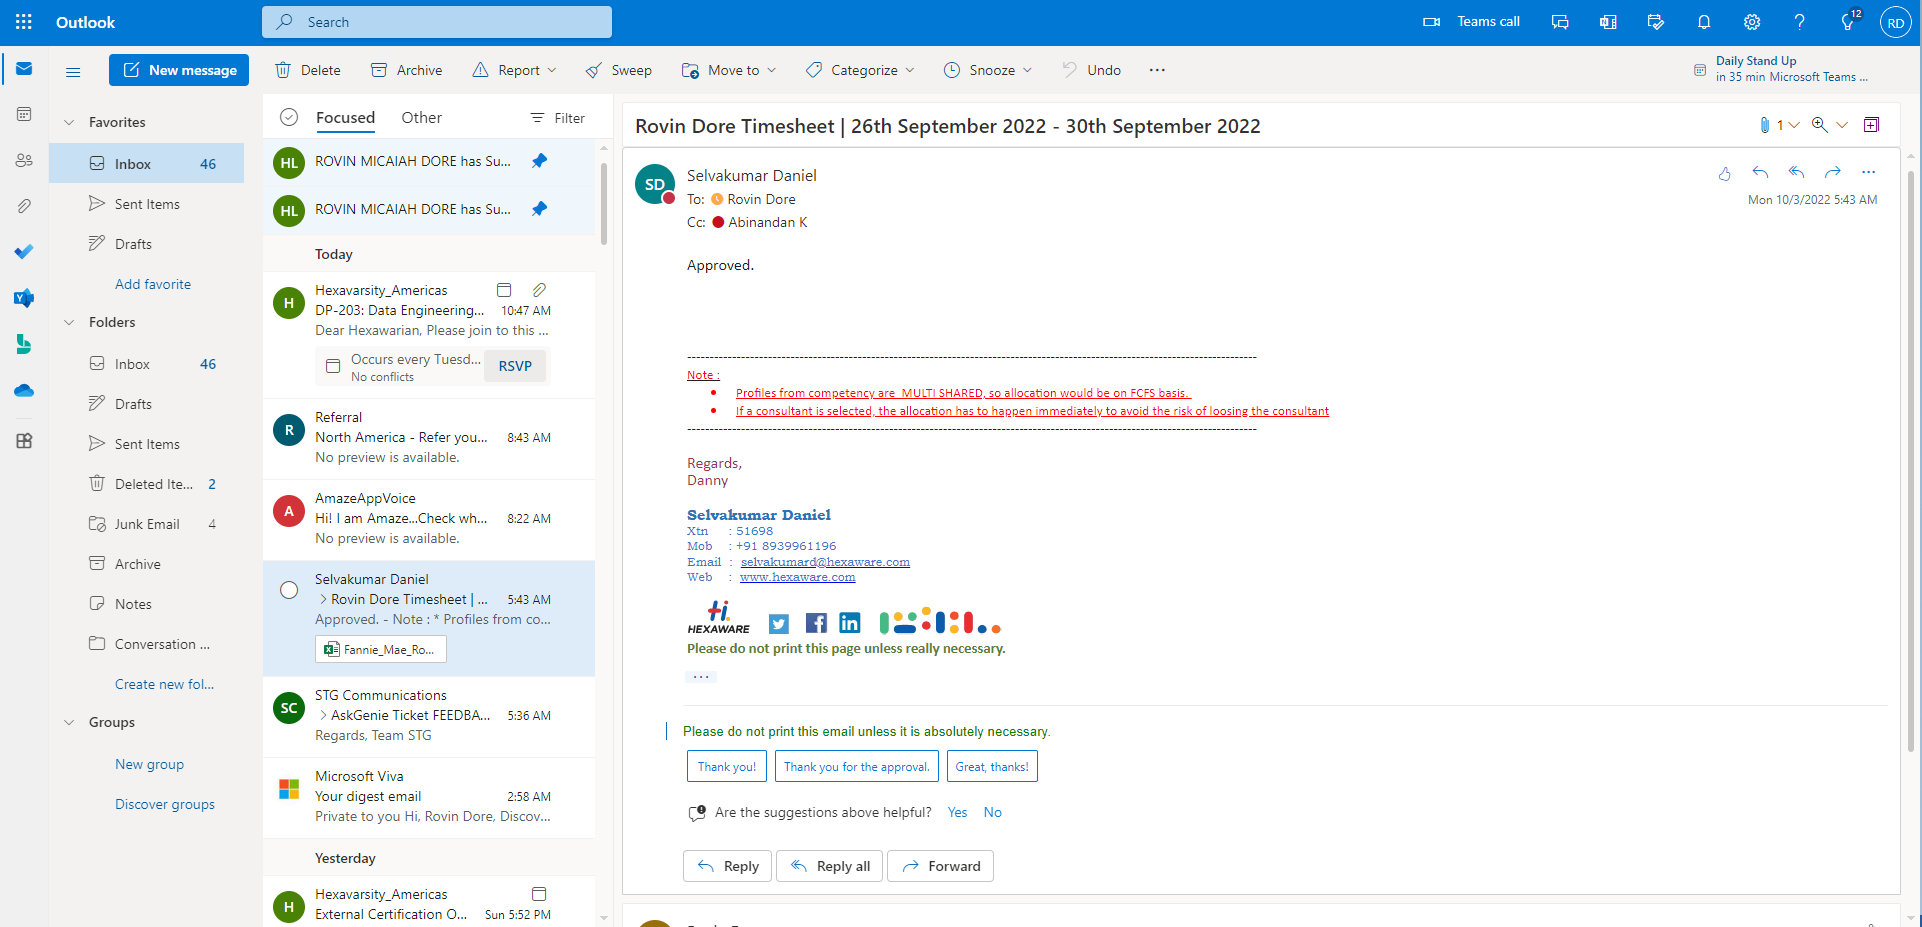 Outlook
Search
Teams call
12
RD
New message
Delete
Archive
Report
Sweep
Move to
Categorize
Snooze
Undo
Daily Stand Up
in 35 min Microsoft Teams ...
Favorites
Inbox 46
Sent Items
Drafts
Add favorite
Folders
Inbox 46
Drafts
Sent Items
Deleted Ite... 2
Junk Email 4
Archive
Notes
Conversation ...
Create new fol...
Groups
New group
Discover groups
Focused
Other
Filter
HL
ROVIN MICAIAH DORE has Su...
HL
ROVIN MICAIAH DORE has Su...
Today
H
Hexavarsity_Americas
DP-203: Data Engineering... 10:47 AM
Dear Hexawarian, Please join to this ...
Occurs every Tuesd...
No conflicts
RSVP
R
Referral
North America - Refer you... 8:43 AM
No preview is available.
A
AmazeAppVoice
Hi! I am Amaze...Check wh... 8:22 AM
No preview is available.
Selvakumar Daniel
Rovin Dore Timesheet | ... 5:43 AM
Approved. - Note : * Profiles from co...
Fannie_Mae_Ro...
SC
STG Communications
AskGenie Ticket FEEDBA... 5:36 AM
Regards, Team STG
Microsoft Viva
Your digest email 2:58 AM
Private to you Hi, Rovin Dore, Discov...
Yesterday
H
Hexavarsity_Americas
External Certification O... Sun 5:52 PM
Rovin Dore Timesheet | 26th September 2022 - 30th September 2022
1
SD
Selvakumar Daniel
To: Rovin Dore
Cc: Abinandan K
Mon 10/3/2022 5:43 AM
Approved.
Note :
Profiles from competency are MULTI SHARED, so allocation would be on FCFS basis.
If a consultant is selected, the allocation has to happen immediately to avoid the risk of loosing the consultant
Regards,
Danny
Selvakumar Daniel
Xtn : 51698
Mob : +91 8939961196
Email : selvakumard@hexaware.com
Web : www.hexaware.com
Hi.
HEXAWARE
Please do not print this page unless really necessary.
Please do not print this email unless it is absolutely necessary.
Thank you!
Thank you for the approval.
Great, thanks!
Are the suggestions above helpful? Yes No
Reply
Reply all
Forward